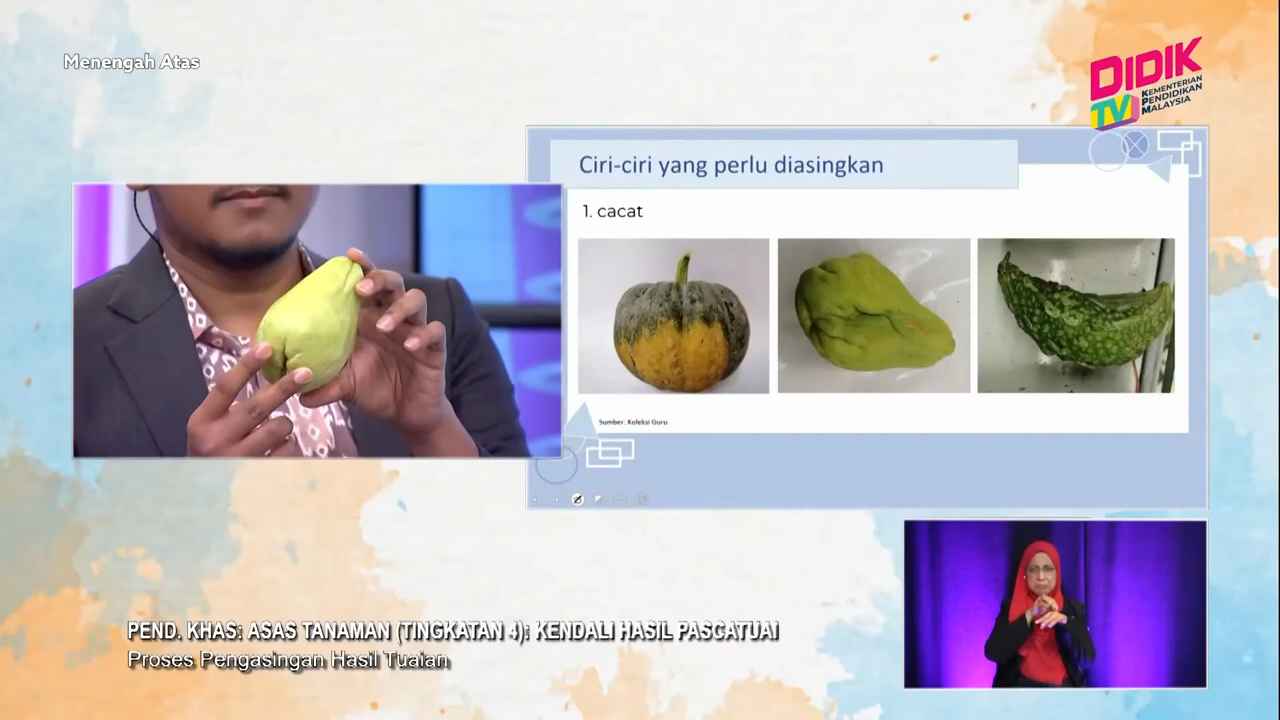 Menengah Atas
DIDIK
TV
KEMENTERIAN
PENDIDIKAN
MALAYSIA
Ciri-ciri yang perlu diasingkan
1. cacat
Sumber: Koleksi Guru
PEND. KHAS: ASAS TANAMAN (TINGKATAN 4): KENDALI HASIL PASCATUAI
Proses Pengasingan Hasil Tuaian